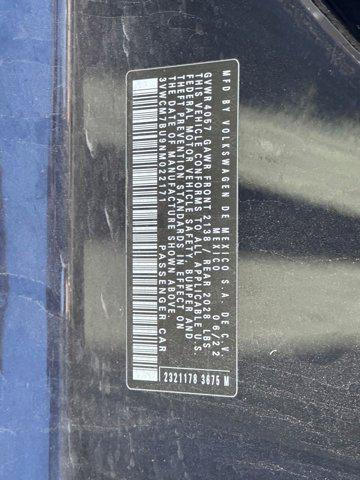 MFD BY VOLKSWAGEN DE MEXICO S.A. DE C.V.
MEXICO 06/22
GVWR 4057 GAWR FRONT 2138 / REAR 2028 LBS
THIS VEHICLE CONFORMS TO ALL APPLICABLE U.S.
FEDERAL MOTOR VEHICLE SAFETY, BUMPER AND
THEFT PREVENTION STANDARDS IN EFFECT ON
THE DATE OF MANUFACTURE SHOWN ABOVE.
3VWCM7BU9NM022171 PASSENGER CAR
2321178 3675 M